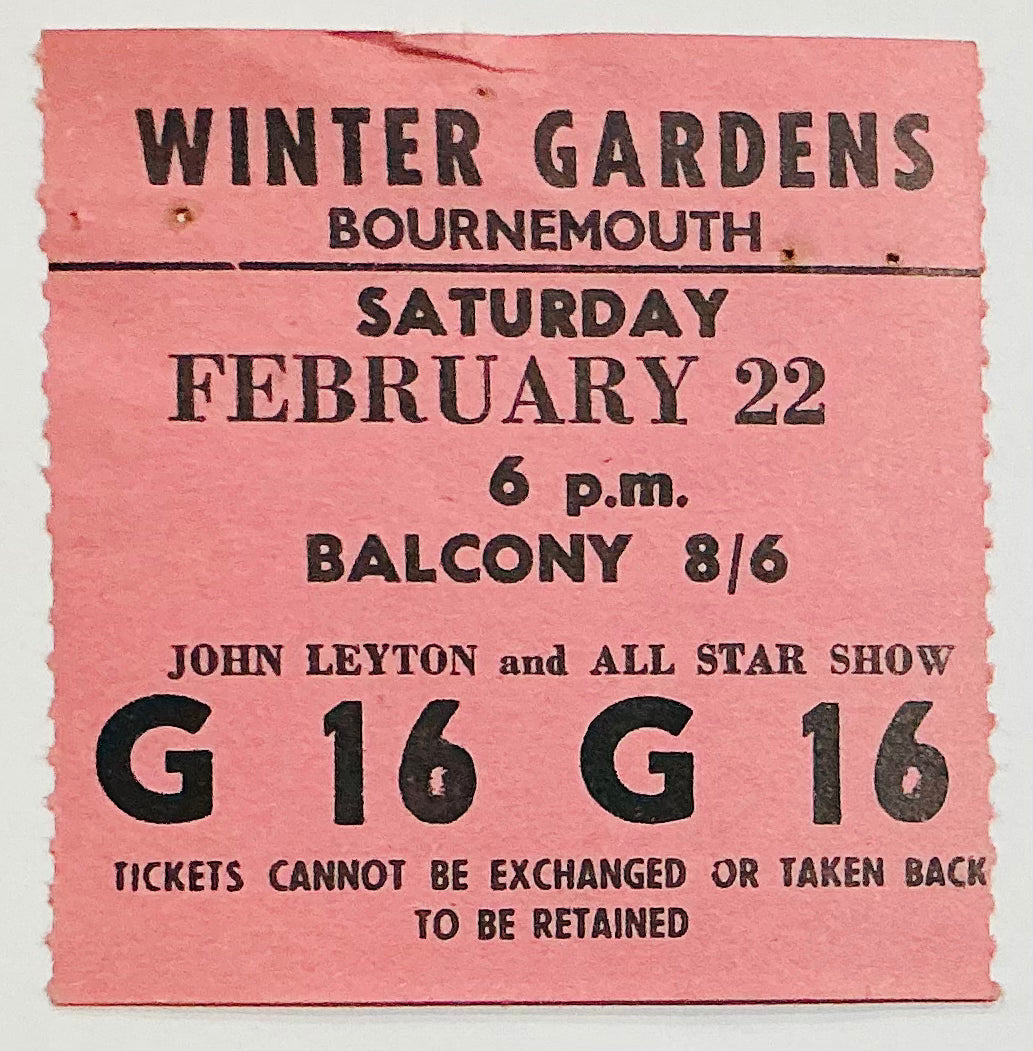 WINTER GARDENS
BOURNEMOUTH
SATURDAY
FEBRUARY 22
6 p.m.
BALCONY 8/6
JOHN LEYTON and ALL STAR SHOW
G 16 G 16
TICKETS CANNOT BE EXCHANGED OR TAKEN BACK
TO BE RETAINED